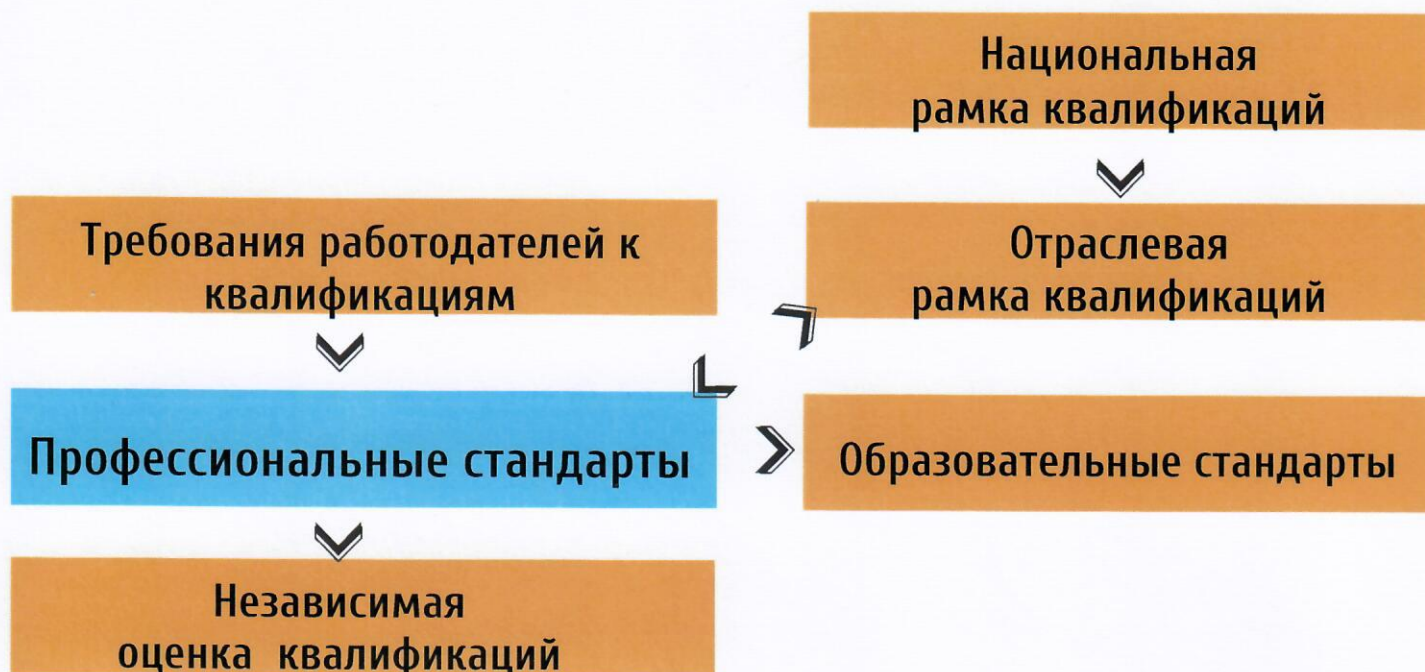 Национальная
рамка квалификаций
Требования работодателей к
квалификациям
Отраслевая
рамка квалификаций
Профессиональные стандарты
Образовательные стандарты
Независимая
оценка квалификаций